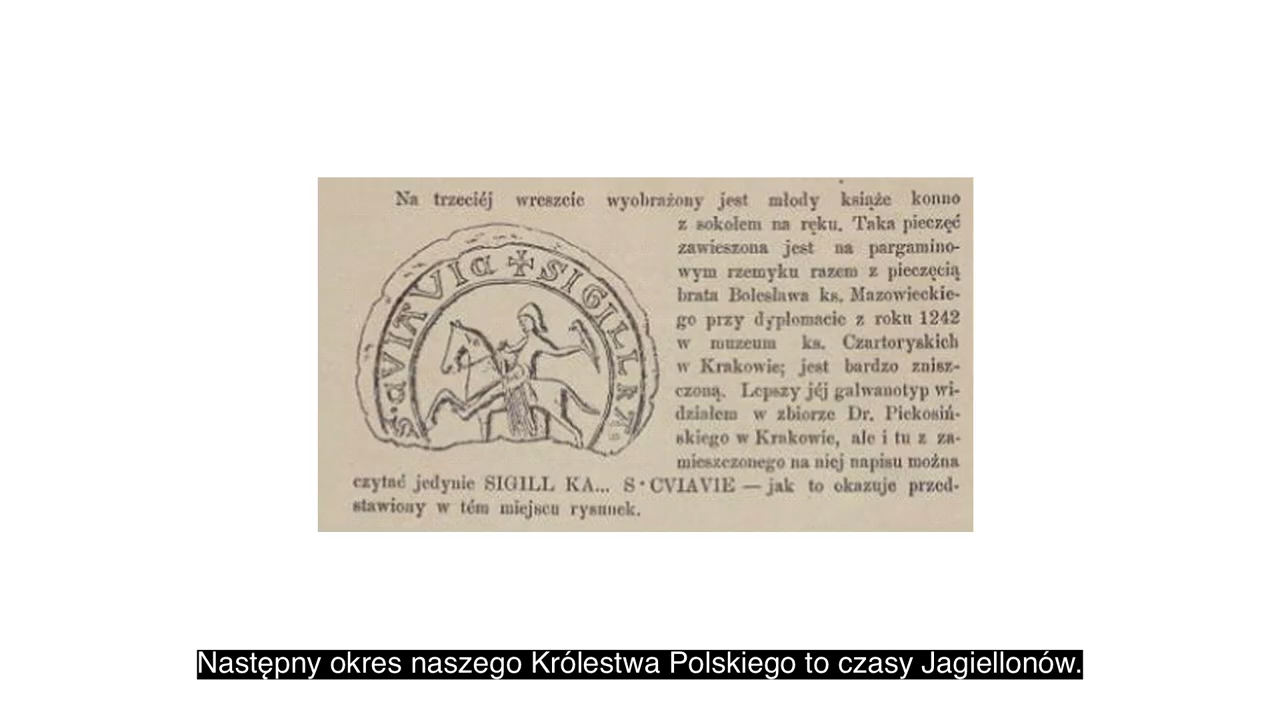 Na trzeciéj wreszcie wyobrażony jest młody książe konno
z sokołem na ręku. Taka pieczęć
zawieszona jest na pargamino-
wym rzemyku razem z pieczęcią
brata Bolesława ks. Mazowieckie-
go przy dyplomacie z roku 1242
w muzeum ks. Czartoryskich
w Krakowie; jest bardzo znisz-
czoną. Lepszy jéj galwanotyp wi-
działem w zbiorze Dr. Piekosiń-
skiego w Krakowie, ale i tu z za-
mieszczonego na niej napisu można
czytać jedynie SIGILL KA... S · CVIAVIE — jak to okazuje przed-
stawiony w tém miejscu rysunek.
✠ SIGILL
Następny okres naszego Królestwa Polskiego to czasy Jagiellonów.